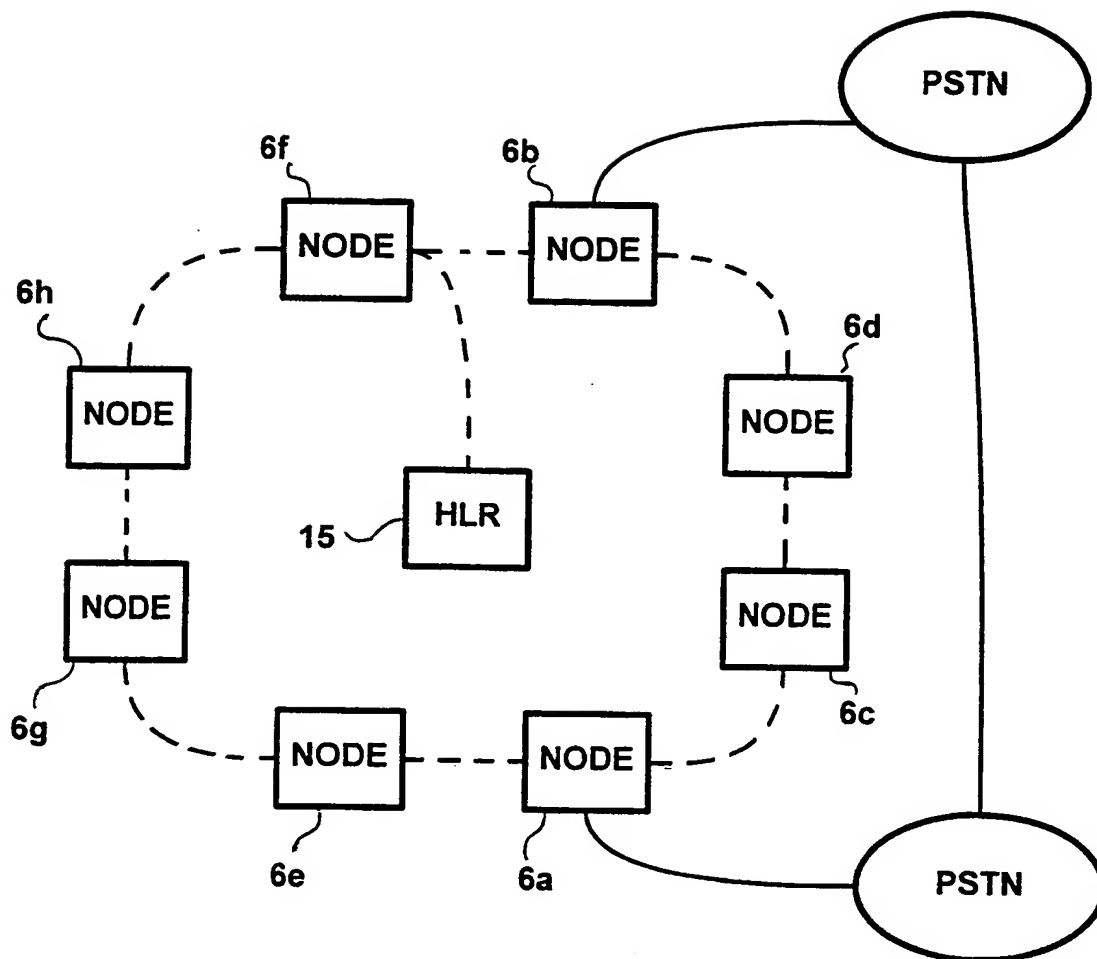 PSTN
6f
6b
NODE
NODE
6h
6d
NODE
NODE
HLR
15
NODE
NODE
6g
6c
NODE
NODE
6e
6a
PSTN